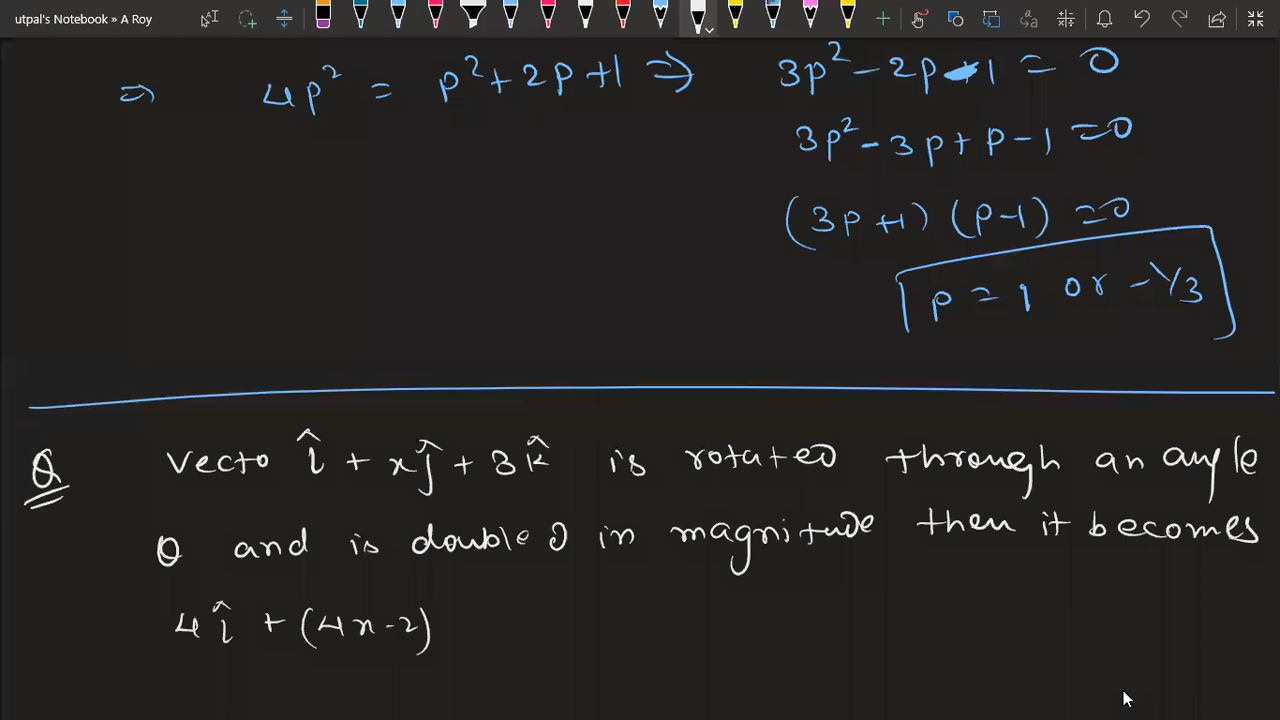 utpal's Notebook » A Roy
⇒ 4p² = p²+2p+1 ⇒ 3p²-2p-1 = 0
3p²-3p+p-1=0
(3p+1) (p-1) =0
p = 1 or -1/3
Q vecto î + xĵ + 3k̂ is rotated through an angle
θ and is doubled in magnitude then it becomes
4î + (4x-2)